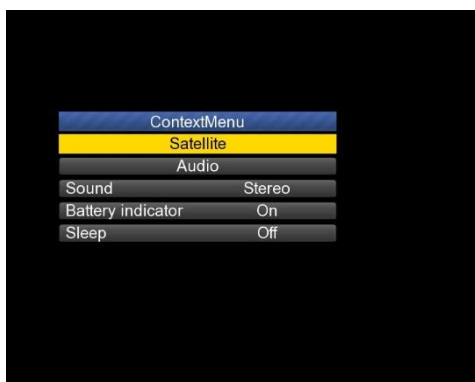 ContextMenu
Satellite
Audio
Sound Stereo
Battery indicator On
Sleep Off